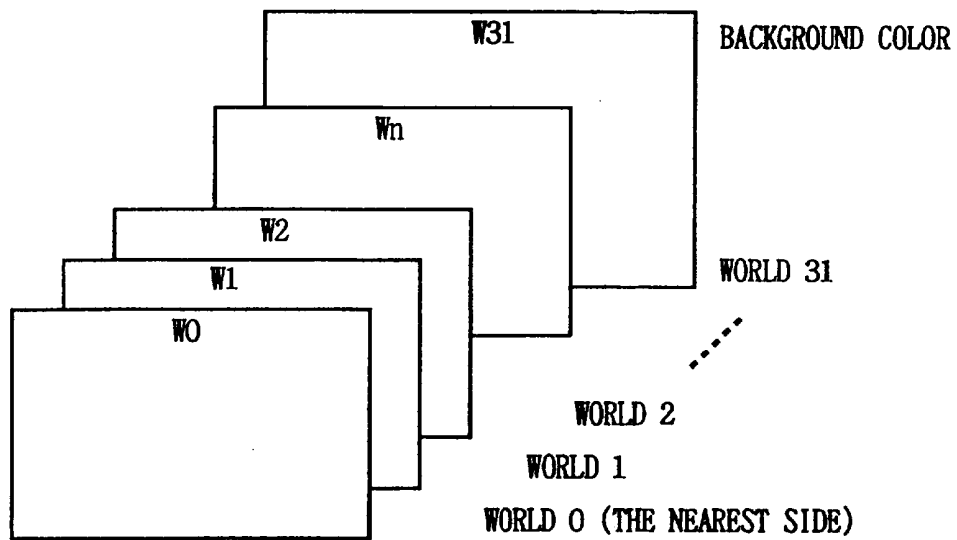 W31
BACKGROUND COLOR
Wn
W2
W1
WORLD 31
W0
WORLD 2
WORLD 1
WORLD 0 (THE NEAREST SIDE)